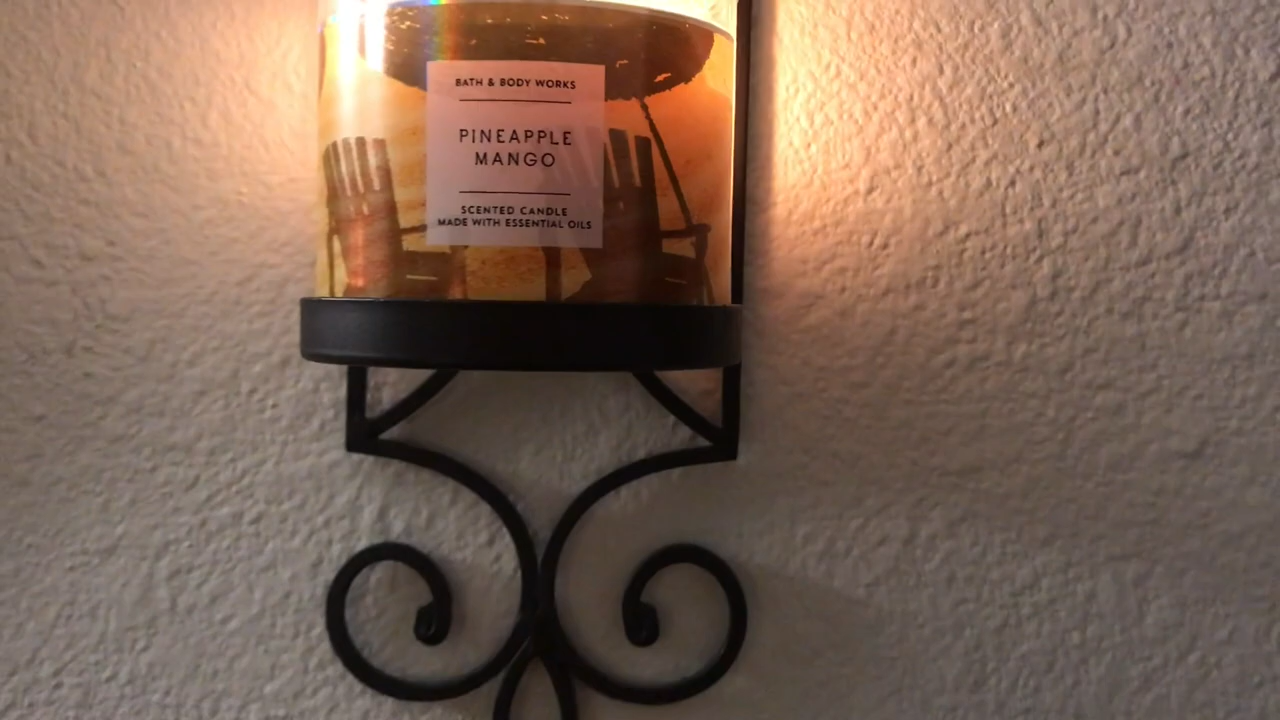 BATH & BODY WORKS
PINEAPPLE
MANGO
SCENTED CANDLE
MADE WITH ESSENTIAL OILS